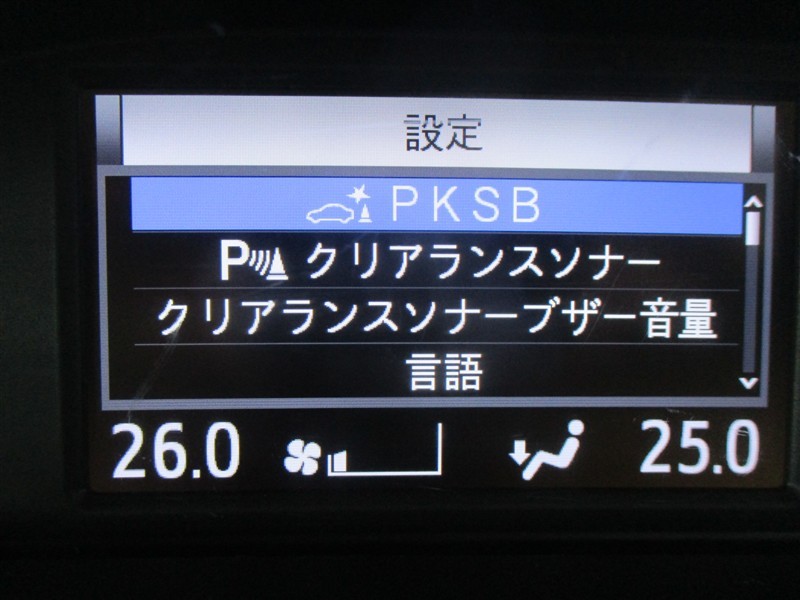 設定
PKSB
P クリアランスソナー
クリアランスソナーブザー音量
言語
26.0 25.0